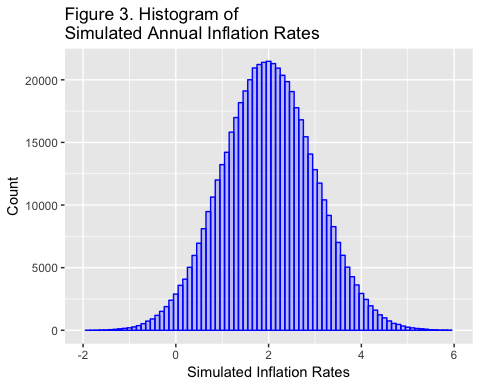 Figure 3. Histogram of
Simulated Annual Inflation Rates
20000
15000
10000
5000
0
Count
-2 0 2 4 6
Simulated Inflation Rates